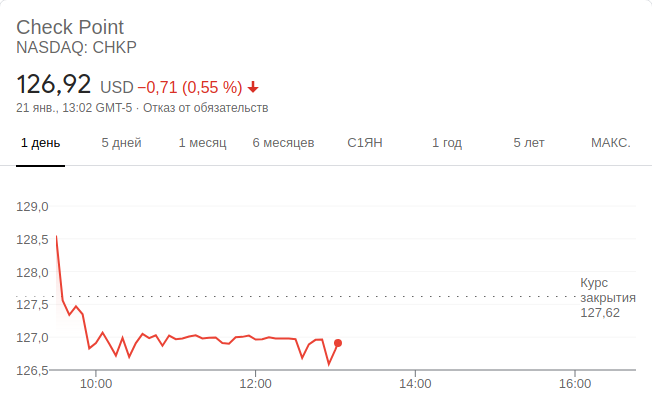 Check Point
NASDAQ: CHKP
126,92 USD −0,71 (0,55 %)
21 янв., 13:02 GMT-5 · Отказ от обязательств
1 день 5 дней 1 месяц 6 месяцев С1ЯН 1 год 5 лет МАКС.
129,0
128,5
128,0
Курс
закрытия
127,62
127,5
127,0
126,5
10:00 12:00 14:00 16:00